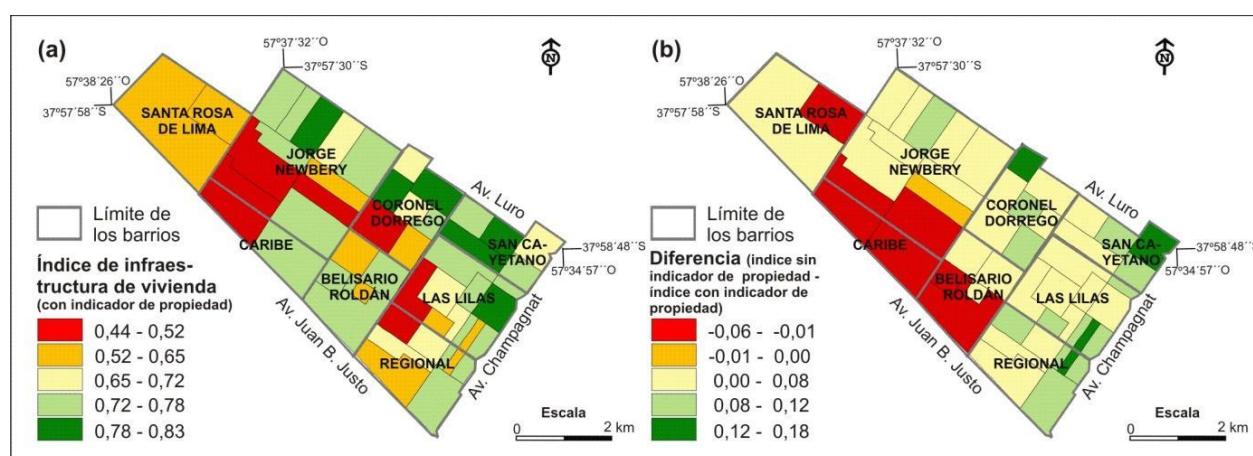 (a)
57º37´32´´O
37º57´30´´S
57º38´26´´O
37º57´58´´S
N
SANTA ROSA
DE LIMA
JORGE
NEWBERY
CORONEL
DORREGO
Av. Luro
CARIBE
SAN CA-
YETANO
37º58´48´´S
57º34´57´´O
BELISARIO
ROLDÁN
LAS LILAS
REGIONAL
Av. Juan B. Justo
Av. Champagnat
Límite de
los barrios
Índice de infraes-
tructura de vivienda
(con indicador de propiedad)
0,44 - 0,52
0,52 - 0,65
0,65 - 0,72
0,72 - 0,78
0,78 - 0,83
Escala
0 2 km
(b)
57º37´32´´O
37º57´30´´S
57º38´26´´O
37º57´58´´S
N
SANTA ROSA
DE LIMA
JORGE
NEWBERY
CORONEL
DORREGO
Av. Luro
CARIBE
SAN CA-
YETANO
37º58´48´´S
57º34´57´´O
BELISARIO
ROLDÁN
LAS LILAS
REGIONAL
Av. Juan B. Justo
Av. Champagnat
Límite de
los barrios
Diferencia (indice sin
indicador de propiedad -
índice con indicador de
propiedad)
-0,06 - -0,01
-0,01 - 0,00
0,00 - 0,08
0,08 - 0,12
0,12 - 0,18
Escala
0 2 km